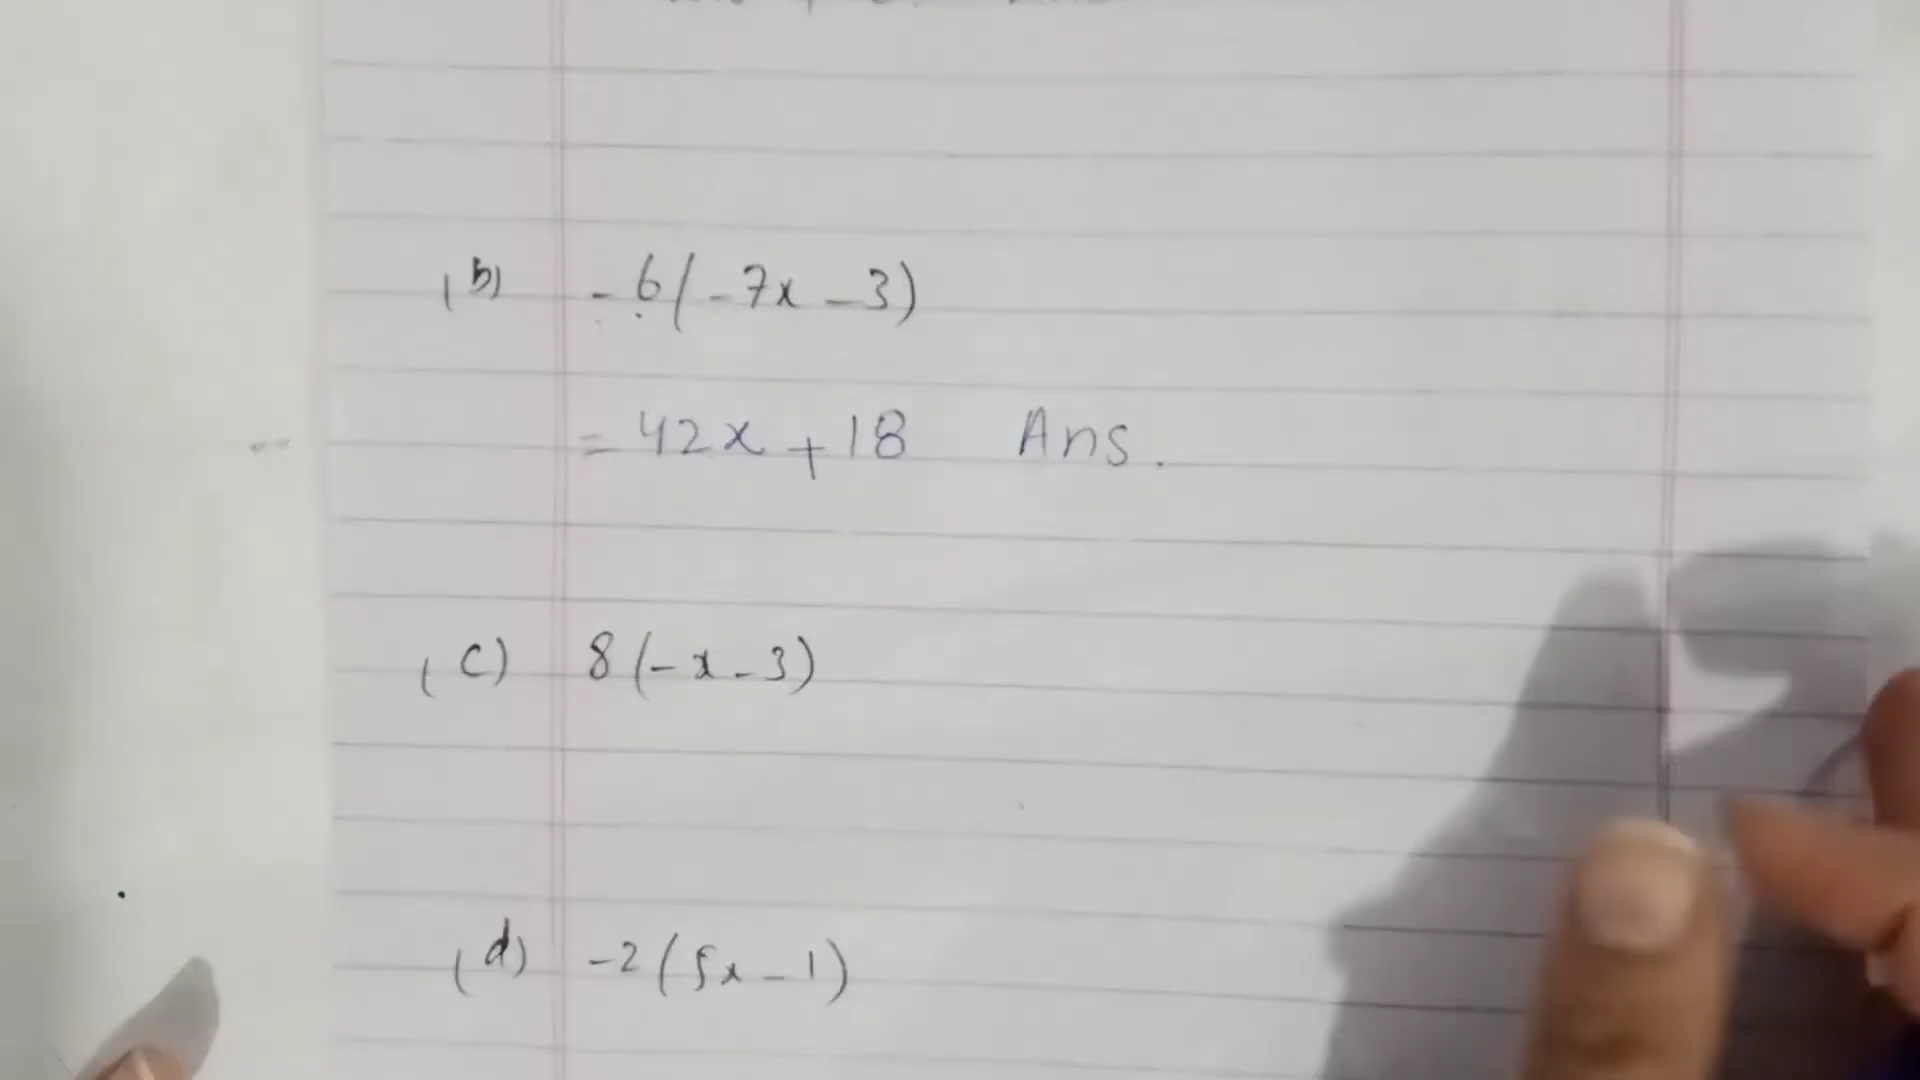 (b) -6(-7x-3)
= 42x+18 Ans.
(c) 8(-x-3)
(d) -2(5x-1)